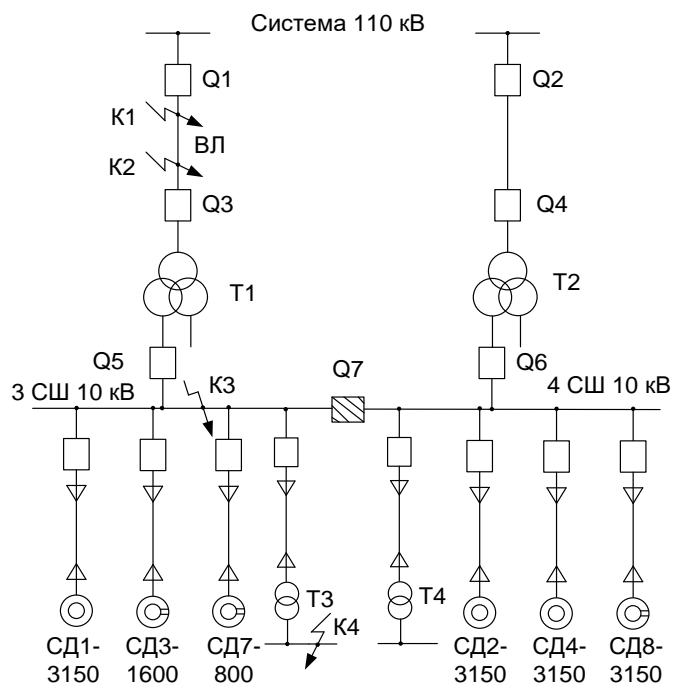 Система 110 кВ
Q1
Q2
К1
ВЛ
К2
Q3
Q4
Т1
Т2
Q5
К3
Q7
Q6
3 СШ 10 кВ
4 СШ 10 кВ
Т3
К4
Т4
СД1-
3150
СД3-
1600
СД7-
800
СД2-
3150
СД4-
3150
СД8-
3150